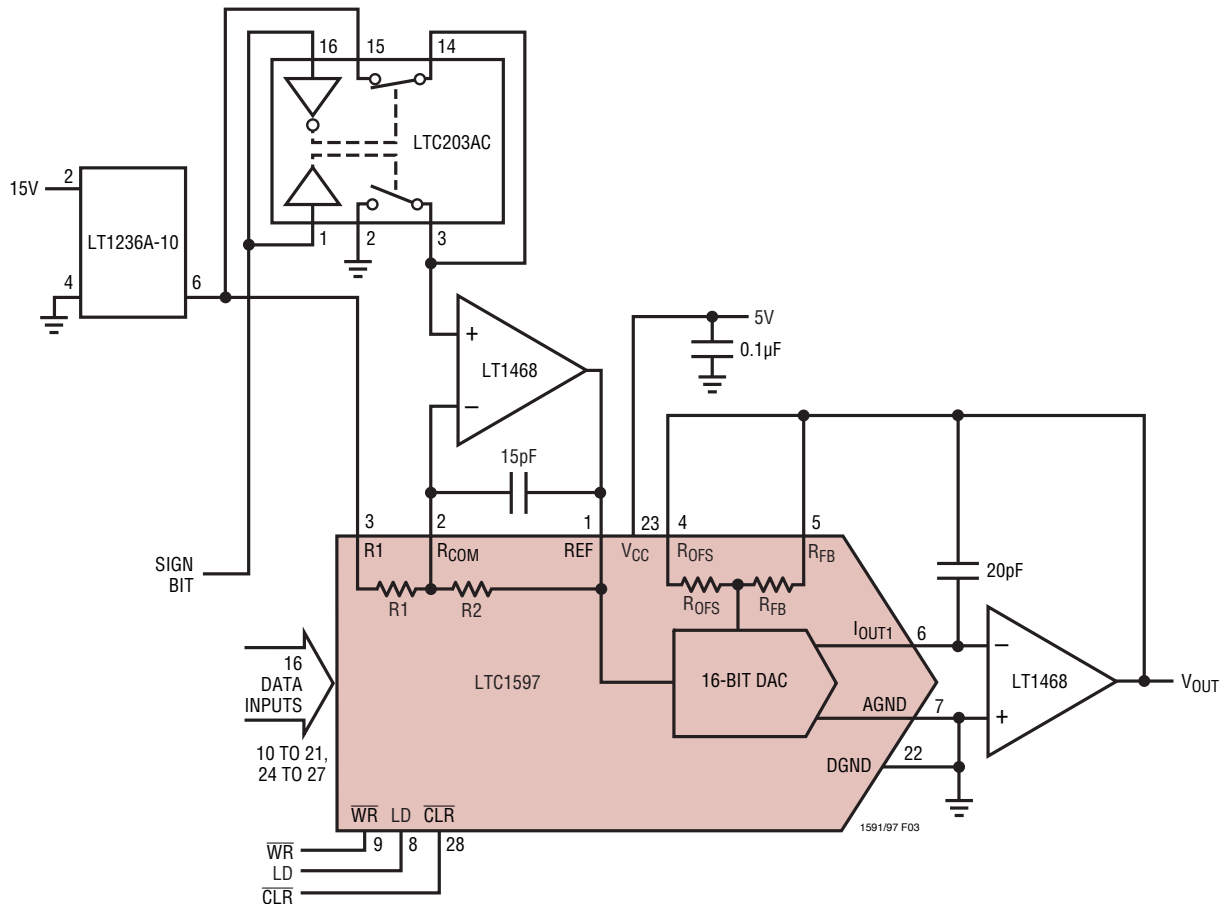 16
15
14
LTC203AC
15V
2
LT1236A-10
1
2
3
4
6
+
LT1468
–
5V
0.1µF
15pF
3
2
1
23
4
5
R1
RCOM
REF
VCC
ROFS
RFB
SIGN
BIT
R1
R2
ROFS
RFB
20pF
IOUT1
6
–
16
DATA
INPUTS
LTC1597
16-BIT DAC
LT1468
VOUT
AGND
7
+
10 TO 21,
24 TO 27
DGND
22
WR LD CLR
1591/97 F03
9
8
28
WR
LD
CLR